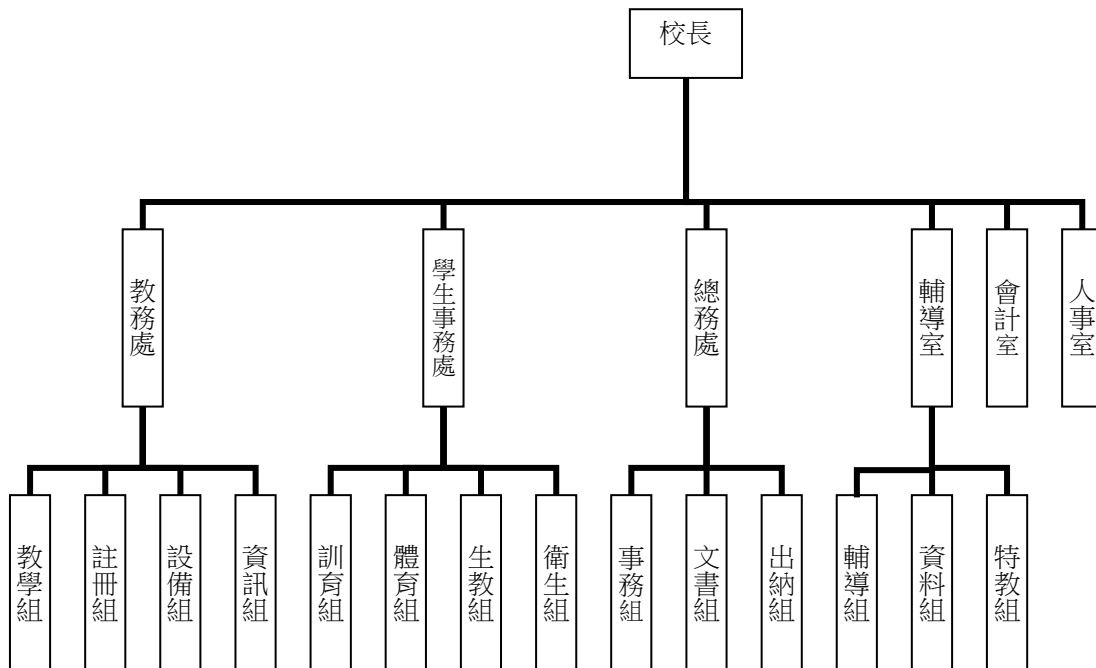 校長
教務處
學生事務處
總務處
輔導室
會計室
人事室
教學組
註冊組
設備組
資訊組
訓育組
體育組
生教組
衛生組
事務組
文書組
出納組
輔導組
資料組
特教組